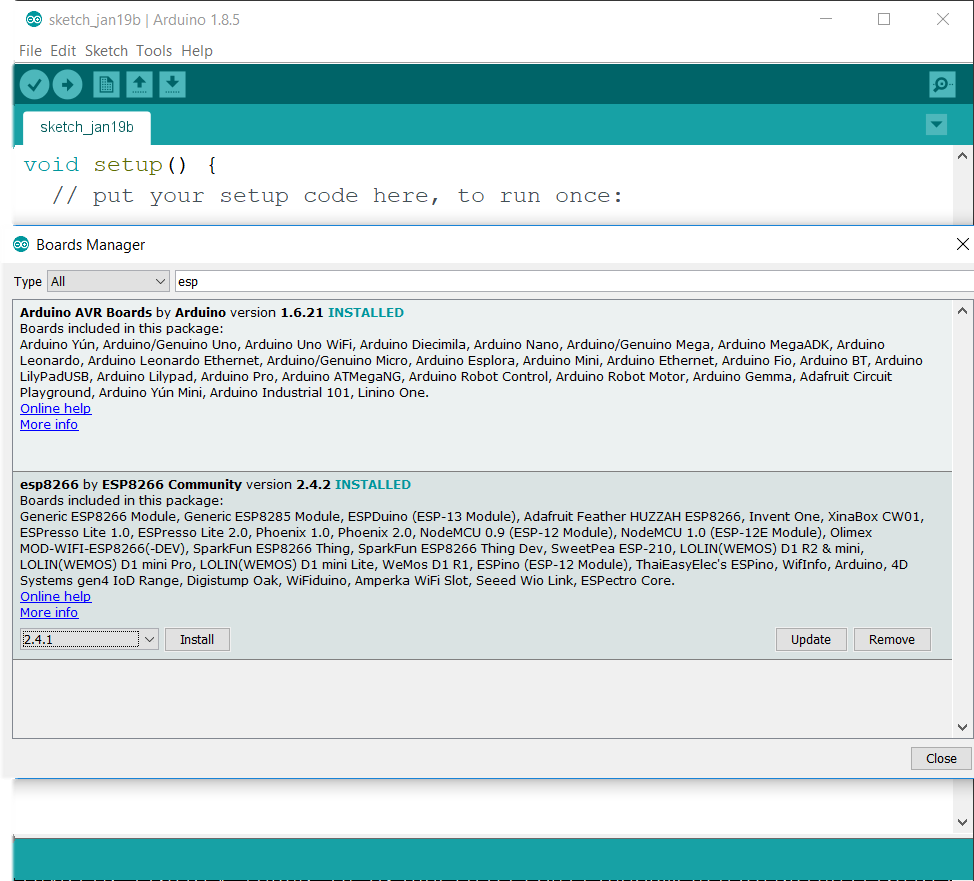 sketch_jan19b | Arduino 1.8.5
File Edit Sketch Tools Help
sketch_jan19b
void setup() {
// put your setup code here, to run once:
Boards Manager
Type All esp
Arduino AVR Boards by Arduino version 1.6.21 INSTALLED
Boards included in this package:
Arduino Yún, Arduino/Genuino Uno, Arduino Uno WiFi, Arduino Diecimila, Arduino Nano, Arduino/Genuino Mega, Arduino MegaADK, Arduino
Leonardo, Arduino Leonardo Ethernet, Arduino/Genuino Micro, Arduino Esplora, Arduino Mini, Arduino Ethernet, Arduino Fio, Arduino BT, Arduino
LilyPadUSB, Arduino Lilypad, Arduino Pro, Arduino ATMegaNG, Arduino Robot Control, Arduino Robot Motor, Arduino Gemma, Adafruit Circuit
Playground, Arduino Yún Mini, Arduino Industrial 101, Linino One.
Online help
More info
esp8266 by ESP8266 Community version 2.4.2 INSTALLED
Boards included in this package:
Generic ESP8266 Module, Generic ESP8285 Module, ESPDuino (ESP-13 Module), Adafruit Feather HUZZAH ESP8266, Invent One, XinaBox CW01,
ESPresso Lite 1.0, ESPresso Lite 2.0, Phoenix 1.0, Phoenix 2.0, NodeMCU 0.9 (ESP-12 Module), NodeMCU 1.0 (ESP-12E Module), Olimex
MOD-WIFI-ESP8266(-DEV), SparkFun ESP8266 Thing, SparkFun ESP8266 Thing Dev, SweetPea ESP-210, LOLIN(WEMOS) D1 R2 & mini,
LOLIN(WEMOS) D1 mini Pro, LOLIN(WEMOS) D1 mini Lite, WeMos D1 R1, ESPino (ESP-12 Module), ThaiEasyElec's ESPino, WifInfo, Arduino, 4D
Systems gen4 IoD Range, Digistump Oak, WiFiduino, Amperka WiFi Slot, Seeed Wio Link, ESPectro Core.
Online help
More info
2.4.1 Install Update Remove
Close